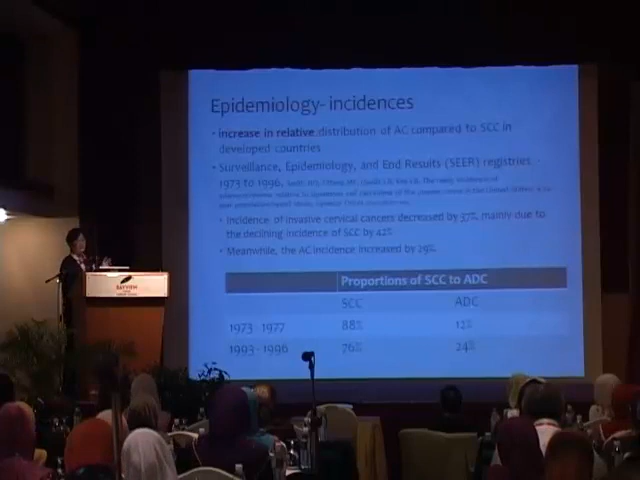 Epidemiology- incidences
• increase in relative distribution of AC compared to SCC in
developed countries
• Surveillance, Epidemiology, and End Results (SEER) registries
1973 to 1996,
• Incidence of invasive cervical cancers decreased by 37% mainly due to
the declining incidence of SCC by 42%
• Meanwhile, the AC incidence increased by 29%
Proportions of SCC to ADC
SCC ADC
1973 - 1977 88% 12%
1993 - 1996 76% 24%
BAYVIEW